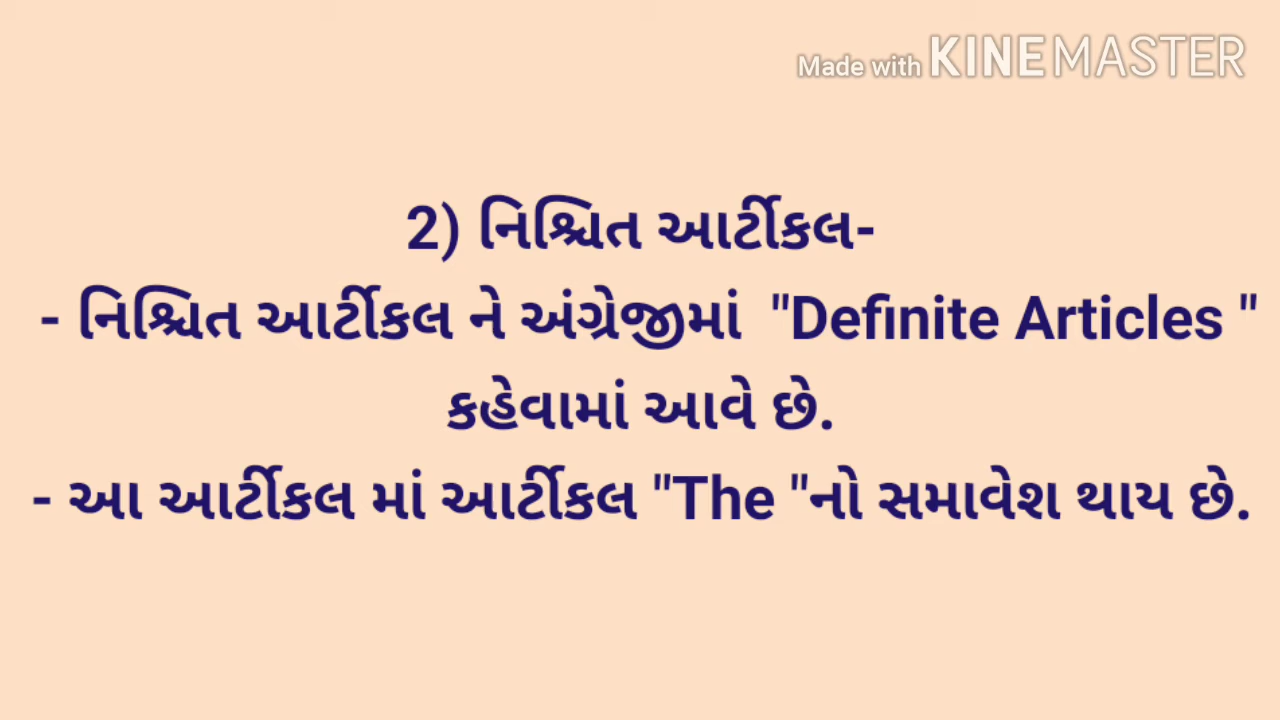 Made with KINEMASTER
2) નિશ્ચિત આર્ટીકલ-
- નિશ્ચિત આર્ટીકલ ને અંગ્રેજીમાં "Definite Articles "
કહેવામાં આવે છે.
- આ આર્ટીકલ માં આર્ટીકલ "The "નો સમાવેશ થાય છે.